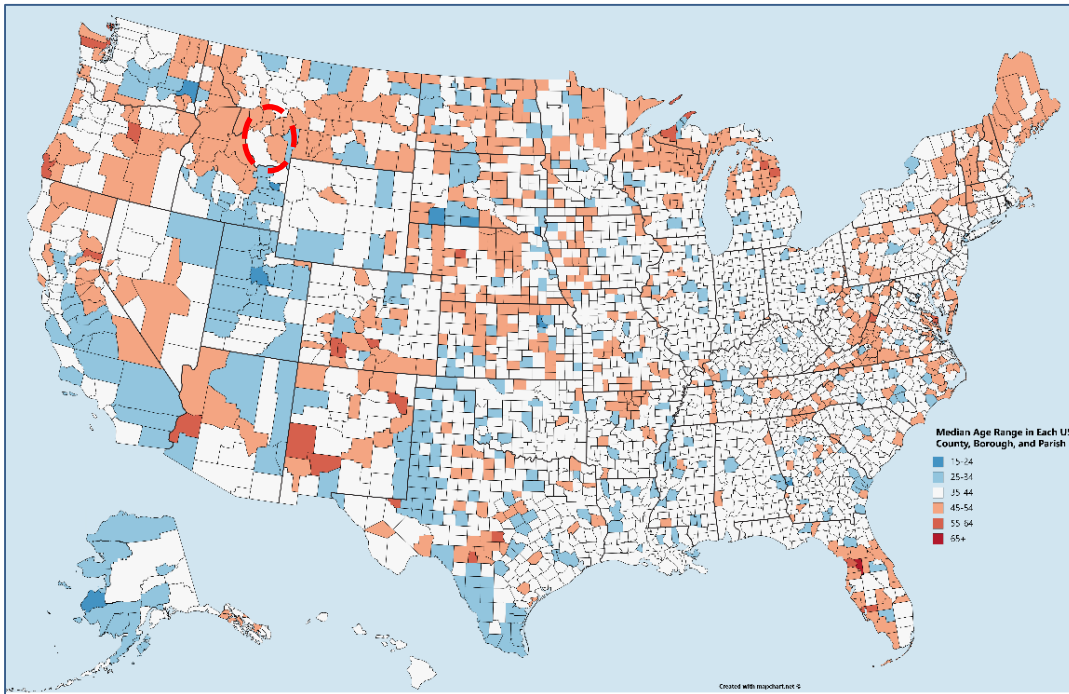 Median Age Range in Each US
County, Borough, and Parish
15-24
25-34
35-44
45-54
55-64
65+
Created with mapchart.net ©